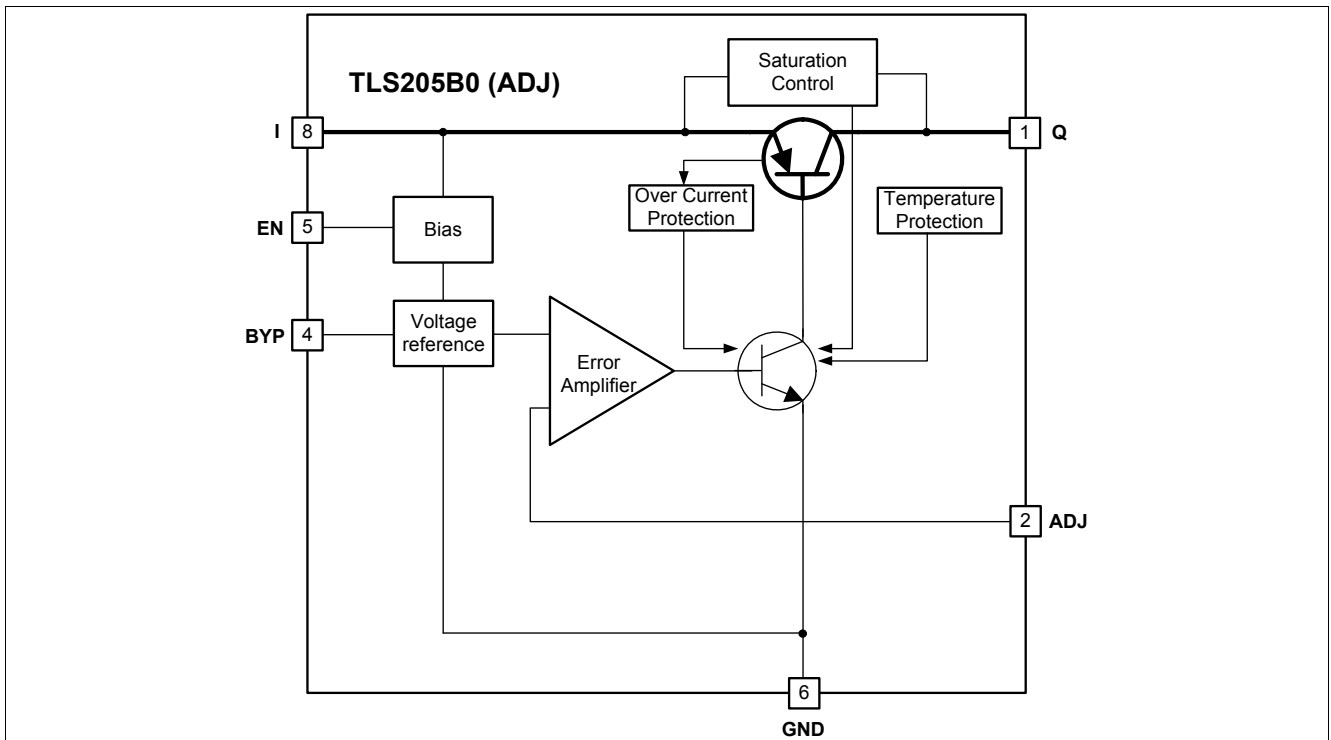 Saturation
Control
TLS205B0 (ADJ)
I
8
1
Q
Over Current
Protection
Temperature
Protection
EN
5
Bias
BYP
4
Voltage
reference
Error
Amplifier
2
ADJ
6
GND